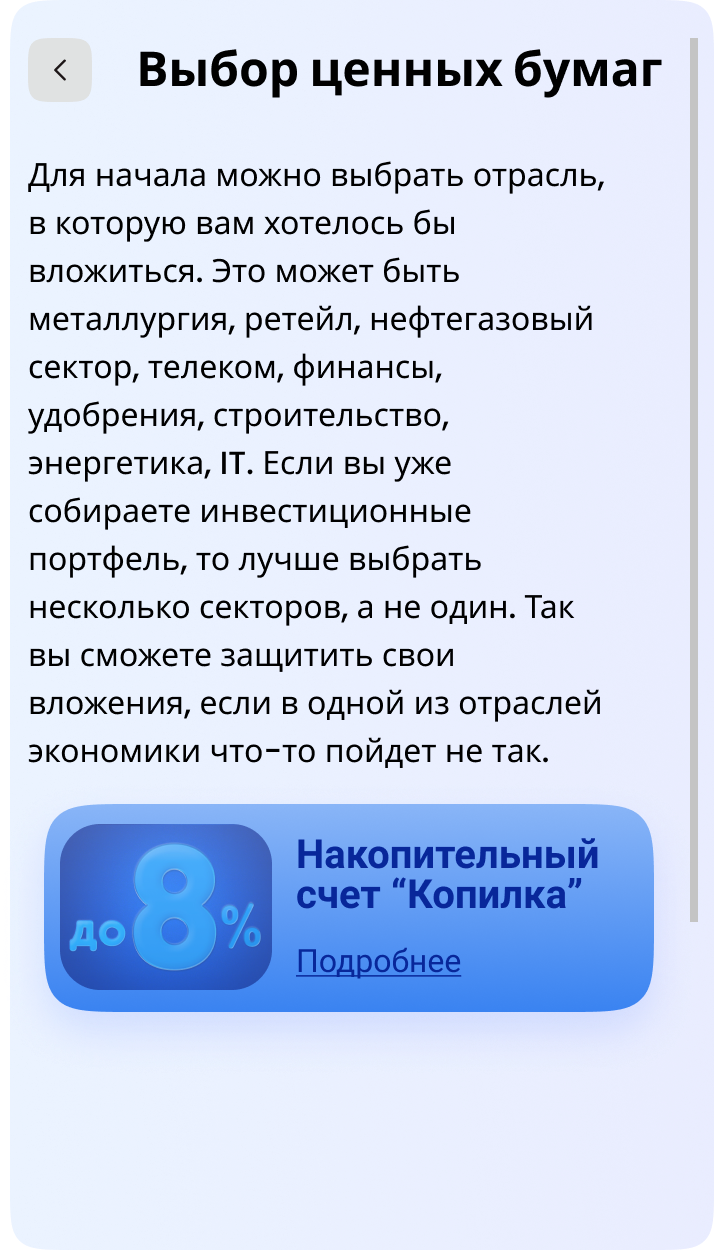 Выбор ценных бумаг
Для начала можно выбрать отрасль,
в которую вам хотелось бы
вложиться. Это может быть
металлургия, ретейл, нефтегазовый
сектор, телеком, финансы,
удобрения, строительство,
энергетика, IT. Если вы уже
собираете инвестиционные
портфель, то лучше выбрать
несколько секторов, а не один. Так
вы сможете защитить свои
вложения, если в одной из отраслей
экономики что-то пойдет не так.
до 8 %
Накопительный
счет “Копилка”
Подробнее